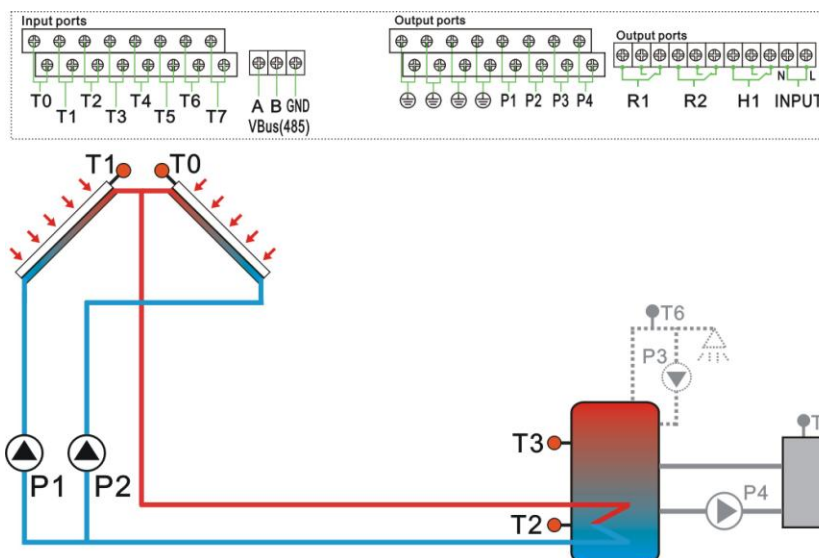 Input ports
T0 T2 T4 T6
T1 T3 T5 T7
A B GND
VBus(485)
Output ports
P1 P2 P3 P4
Output ports
N L
R1 R2 H1 INPUT
T1 T0
T6
P3
T3
P1 P2
P4
T2